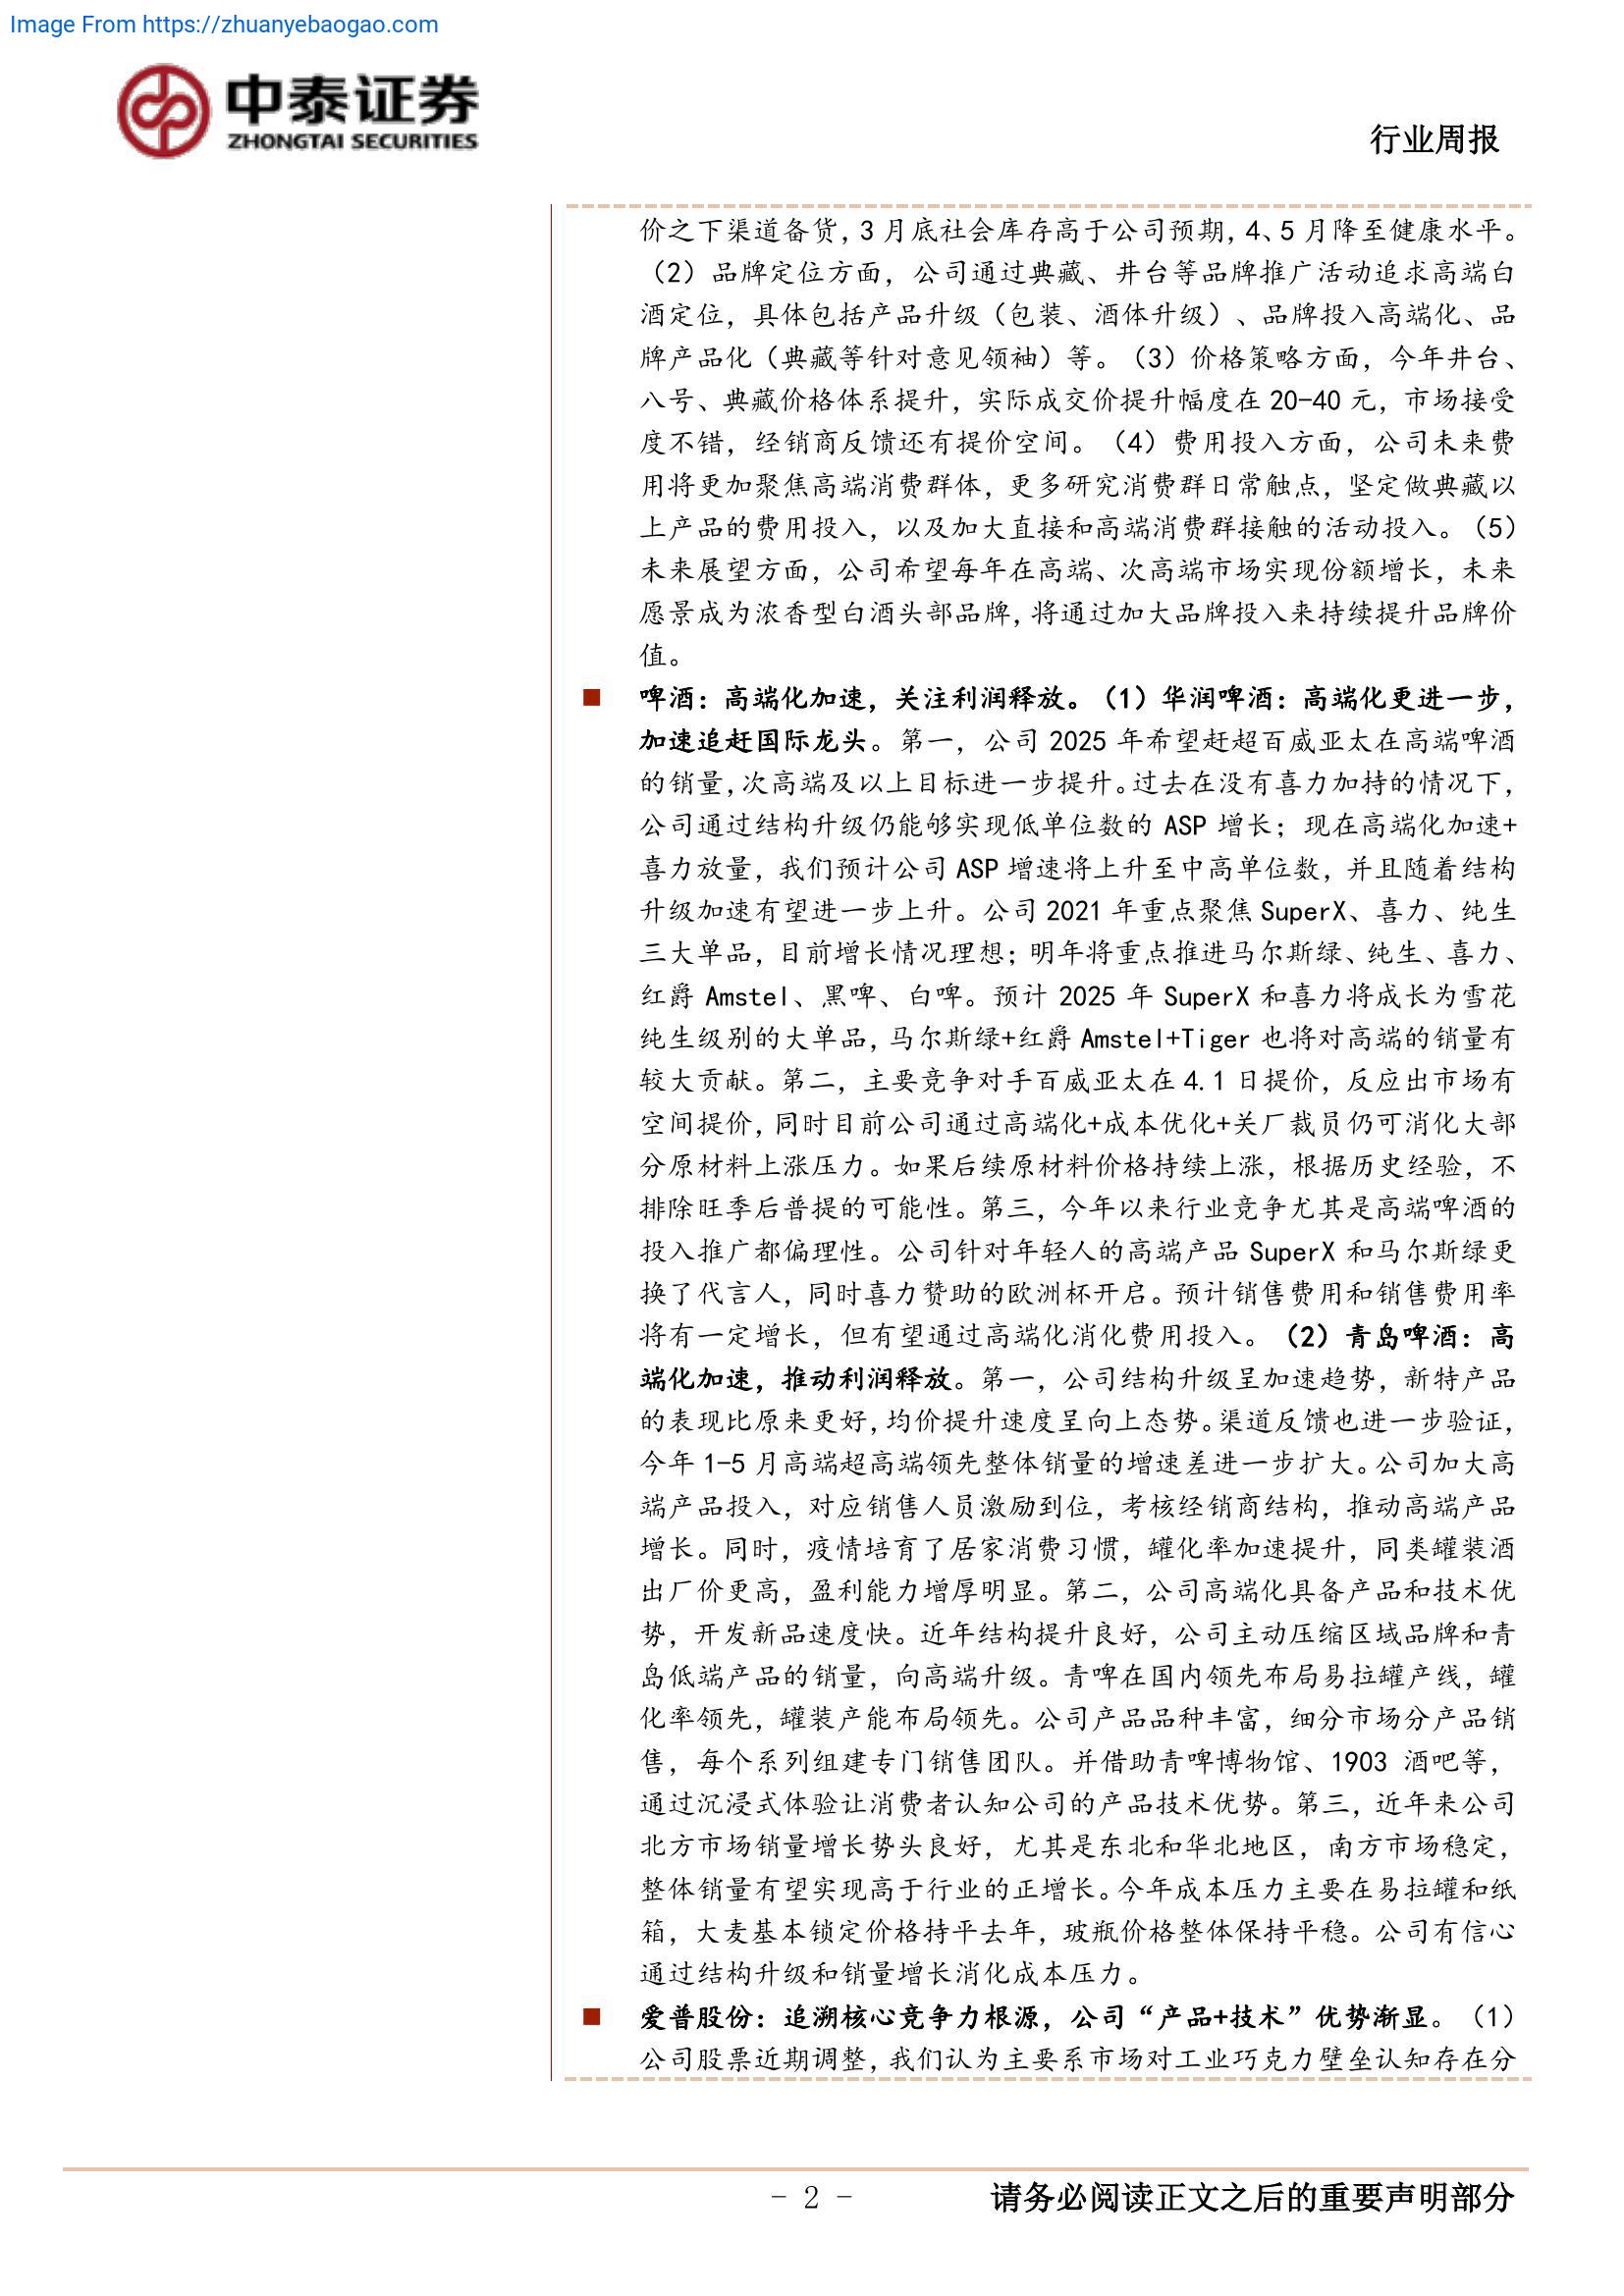 Image From https://zhuanyebaogao.com
中泰证券
ZHONGTAI SECURITIES
行业周报
价之下渠道备货，3 月底社会库存高于公司预期，4、5 月降至健康水平。
（2）品牌定位方面，公司通过典藏、井台等品牌推广活动追求高端白
酒定位，具体包括产品升级（包装、酒体升级）、品牌投入高端化、品
牌产品化（典藏等针对意见领袖）等。（3）价格策略方面，今年井台、
八号、典藏价格体系提升，实际成交价提升幅度在 20-40 元，市场接受
度不错，经销商反馈还有提价空间。（4）费用投入方面，公司未来费
用将更加聚焦高端消费群体，更多研究消费群日常触点，坚定做典藏以
上产品的费用投入，以及加大直接和高端消费群接触的活动投入。（5）
未来展望方面，公司希望每年在高端、次高端市场实现份额增长，未来
愿景成为浓香型白酒头部品牌，将通过加大品牌投入来持续提升品牌价
值。
■ 啤酒：高端化加速，关注利润释放。（1）华润啤酒：高端化更进一步，
加速追赶国际龙头。第一，公司 2025 年希望赶超百威亚太在高端啤酒
的销量，次高端及以上目标进一步提升。过去在没有喜力加持的情况下，
公司通过结构升级仍能够实现低单位数的 ASP 增长；现在高端化加速+
喜力放量，我们预计公司 ASP 增速将上升至中高单位数，并且随着结构
升级加速有望进一步上升。公司 2021 年重点聚焦 SuperX、喜力、纯生
三大单品，目前增长情况理想；明年将重点推进马尔斯绿、纯生、喜力、
红爵 Amstel、黑啤、白啤。预计 2025 年 SuperX 和喜力将成长为雪花
纯生级别的大单品，马尔斯绿+红爵 Amstel+Tiger 也将对高端的销量有
较大贡献。第二，主要竞争对手百威亚太在 4.1 日提价，反应出市场有
空间提价，同时目前公司通过高端化+成本优化+关厂裁员仍可消化大部
分原材料上涨压力。如果后续原材料价格持续上涨，根据历史经验，不
排除旺季后普提的可能性。第三，今年以来行业竞争尤其是高端啤酒的
投入推广都偏理性。公司针对年轻人的高端产品 SuperX 和马尔斯绿更
换了代言人，同时喜力赞助的欧洲杯开启。预计销售费用和销售费用率
将有一定增长，但有望通过高端化消化费用投入。（2）青岛啤酒：高
端化加速，推动利润释放。第一，公司结构升级呈加速趋势，新特产品
的表现比原来更好，均价提升速度呈向上态势。渠道反馈也进一步验证，
今年 1-5 月高端超高端领先整体销量的增速差进一步扩大。公司加大高
端产品投入，对应销售人员激励到位，考核经销商结构，推动高端产品
增长。同时，疫情培育了居家消费习惯，罐化率加速提升，同类罐装酒
出厂价更高，盈利能力增厚明显。第二，公司高端化具备产品和技术优
势，开发新品速度快。近年结构提升良好，公司主动压缩区域品牌和青
岛低端产品的销量，向高端升级。青啤在国内领先布局易拉罐产线，罐
化率领先，罐装产能布局领先。公司产品品种丰富，细分市场分产品销
售，每个系列组建专门销售团队。并借助青啤博物馆、1903 酒吧等，
通过沉浸式体验让消费者认知公司的产品技术优势。第三，近年来公司
北方市场销量增长势头良好，尤其是东北和华北地区，南方市场稳定，
整体销量有望实现高于行业的正增长。今年成本压力主要在易拉罐和纸
箱，大麦基本锁定价格持平去年，玻瓶价格整体保持平稳。公司有信心
通过结构升级和销量增长消化成本压力。
■ 爱普股份：追溯核心竞争力根源，公司“产品+技术”优势渐显。（1）
公司股票近期调整，我们认为主要系市场对工业巧克力壁垒认知存在分
- 2 -
请务必阅读正文之后的重要声明部分